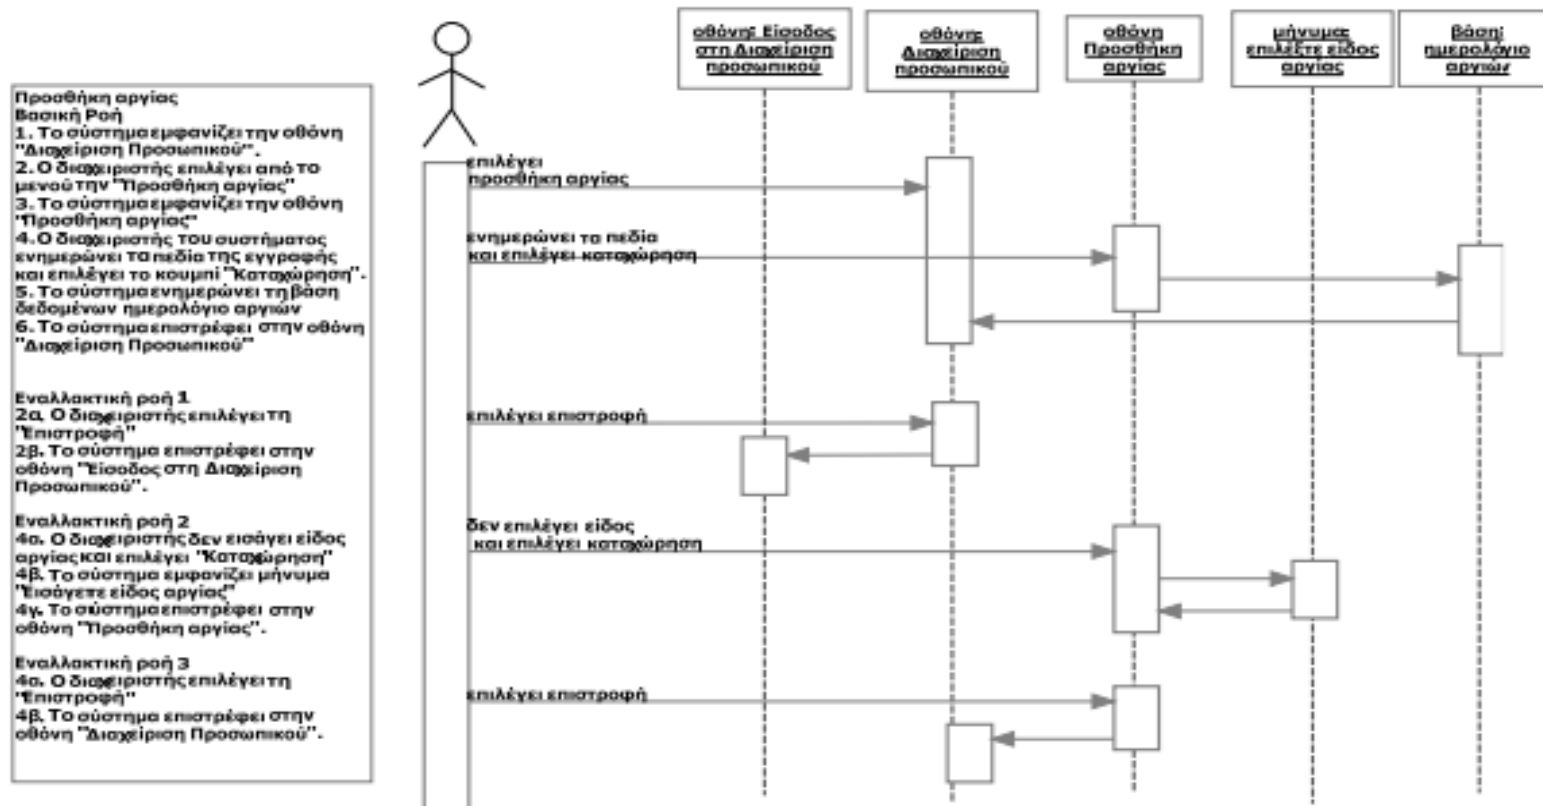 Προσθήκη αργίας
Βασική Ροή
1. Το σύστημα εμφανίζει την οθόνη
"Διαχείριση Προσωπικού".
2. Ο διαχειριστής επιλέγει από το
μενού την "Προσθήκη αργίας"
3. Το σύστημα εμφανίζει την οθόνη
"Προσθήκη αργίας"
4.Ο διαχειριστής του συστήματος
ενημερώνει τα πεδία της εγγραφής
και επιλέγει το κουμπί "Καταχώρηση".
5. Το σύστημα ενημερώνει τη βάση
δεδομένων ημερολόγιο αργιών
6. Το σύστημα επιστρέφει στην οθόνη
"Διαχείριση Προσωπικού"
Εναλλακτική ροή 1
2α. Ο διαχειριστής επιλέγει τη
"Επιστροφή"
2β. Το σύστημα επιστρέφει στην
οθόνη "Είσοδος στη Διαχείριση
Προσωπικού".
Εναλλακτική ροή 2
4α. Ο διαχειριστής δεν εισάγει είδος
αργίας και επιλέγει "Καταχώρηση"
4β. Το σύστημα εμφανίζει μήνυμα
"Εισάγετε είδος αργίας"
4γ. Το σύστημα επιστρέφει στην
οθόνη "Προσθήκη αργίας".
Εναλλακτική ροή 3
4α. Ο διαχειριστής επιλέγει τη
"Επιστροφή"
4β. Το σύστημα επιστρέφει στην
οθόνη "Διαχείριση Προσωπικού".
οθόνη: Είσοδος
στη Διαχείριση
προσωπικού
οθόνη:
Διαχείριση
προσωπικού
οθόνη
Προσθήκη
αργίας
μήνυμα:
επιλέξτε είδος
αργίας
βάση:
ημερολόγιο
αργιών
επιλέγει
προσθήκη αργίας
ενημερώνει τα πεδία
και επιλέγει καταχώρηση
επιλέγει επιστροφή
δεν επιλέγει είδος
και επιλέγει καταχώρηση
επιλέγει επιστροφή